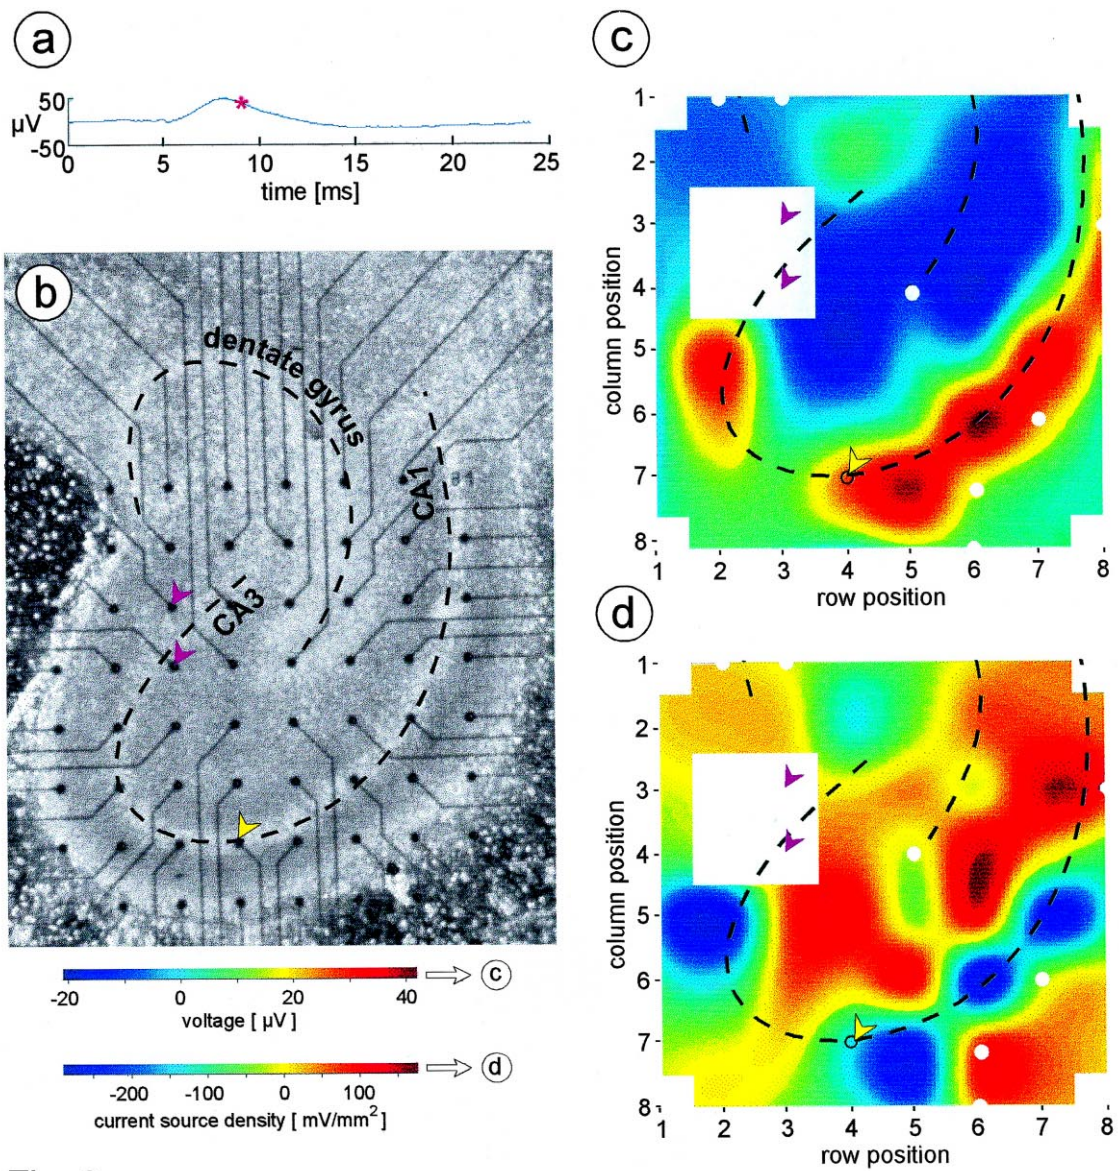 a
50
µV
-50
0 5 10 15 20 25
time [ms]
*
b
dentate gyrus
CA1
CA3
-20 0 20 40
c
voltage [ µV ]
-200 -100 0 100
d
current source density [ mV/mm² ]
c
1
2
3
4
5
6
7
8
column position
1 2 3 4 5 6 7 8
row position
d
1
2
3
4
5
6
7
8
column position
1 2 3 4 5 6 7 8
row position